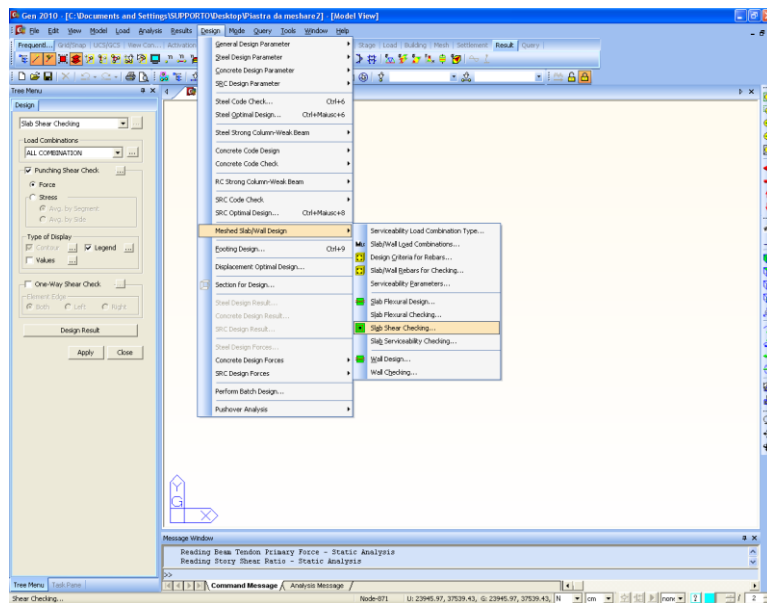 Gen 2010 - [C:\Documents and Settings\SUPPORTO\Desktop\Piastra da meshare2] - [Model View]
File Edit View Model Load Analysis Results Design Mode Query Tools Window Help
Frequentl... Grid/Snap UCS/GCS View Con... Activation Stage Load Building Mesh Settlement Result Query
Tree Menu
Design
Slab Shear Checking
Load Combinations
ALL COMBINATION
Punching Shear Check
Force
Stress
Avg. by Segment
Avg. by Side
Type of Display
Contour Legend
Values
One-Way Shear Check
Element Edge
Both Left Right
Design Result
Apply Close
General Design Parameter
Steel Design Parameter
Concrete Design Parameter
SRC Design Parameter
Steel Code Check... Ctrl+6
Steel Optimal Design... Ctrl+Maiusc+6
Steel Strong Column-Weak Beam
Concrete Code Design
Concrete Code Check
RC Strong Column-Weak Beam
SRC Code Check
SRC Optimal Design... Ctrl+Maiusc+8
Meshed Slab/Wall Design
Footing Design... Ctrl+9
Displacement Optimal Design...
Section for Design...
Steel Design Result...
Concrete Design Result...
SRC Design Result...
Steel Design Forces...
Concrete Design Forces
SRC Design Forces
Perform Batch Design...
Pushover Analysis
Serviceability Load Combination Type...
Slab/Wall Load Combinations...
Design Criteria for Rebars...
Slab/Wall Rebars for Checking...
Serviceability Parameters...
Slab Flexural Design...
Slab Flexural Checking...
Slab Shear Checking...
Slab Serviceability Checking...
Wall Design...
Wall Checking...
Y
G
X
Message Window
Reading Beam Tendon Primary Force - Static Analysis
Reading Story Shear Ratio - Static Analysis
>>
Tree Menu Task Pane Command Message Analysis Message
Shear Checking... Node-871 U: 23945.97, 37539.43, G: 23945.97, 37539.43, N cm none 2